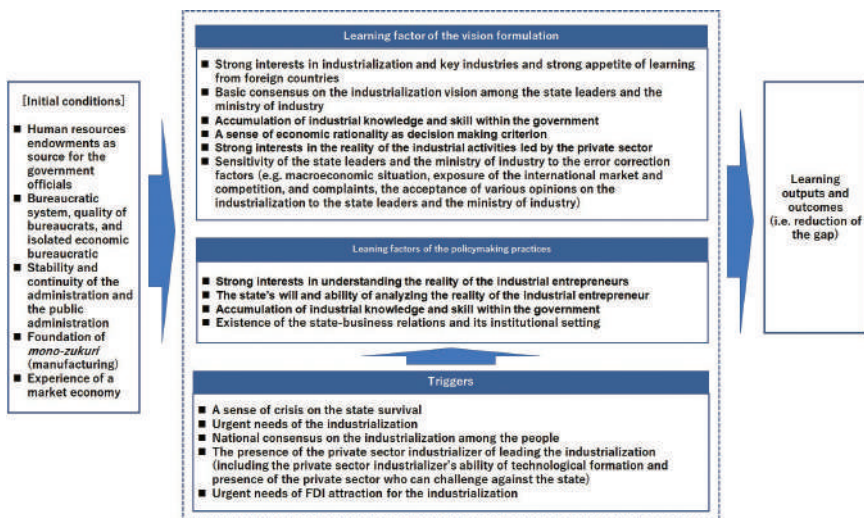 Learning factor of the vision formulation
■ Strong interests in industrialization and key industries and strong appetite of learning
from foreign countries
■ Basic consensus on the industrialization vision among the state leaders and the
ministry of industry
■ Accumulation of industrial knowledge and skill within the government
■ A sense of economic rationality as decision making criterion
■ Strong interests in the reality of the industrial activities led by the private sector
■ Sensitivity of the state leaders and the ministry of industry to the error correction
factors (e.g. macroeconomic situation, exposure of the international market and
competition, and complaints, the acceptance of various opinions on the
industrialization to the state leaders and the ministry of industry)
[Initial conditions]
■ Human resources
endowments as
source for the
government
officials
■ Bureaucratic
system, quality of
bureaucrats, and
isolated economic
bureaucratic
■ Stability and
continuity of the
administration and
the public
administration
■ Foundation of
mono-zukuri
(manufacturing)
■ Experience of a
market economy
Leaning factors of the policymaking practices
■ Strong interests in understanding the reality of the industrial entrepreneurs
■ The state's will and ability of analyzing the reality of the industrial entrepreneur
■ Accumulation of industrial knowledge and skill within the government
■ Existence of the state-business relations and its institutional setting
Triggers
■ A sense of crisis on the state survival
■ Urgent needs of the industrialization
■ National consensus on the industrialization among the people
■ The presence of the private sector industrializer of leading the industrialization
(including the private sector industrializer's ability of technological formation and
presence of the private sector who can challenge against the state)
■ Urgent needs of FDI attraction for the industrialization
Learning
outputs and
outcomes
(i.e. reduction of
the gap)